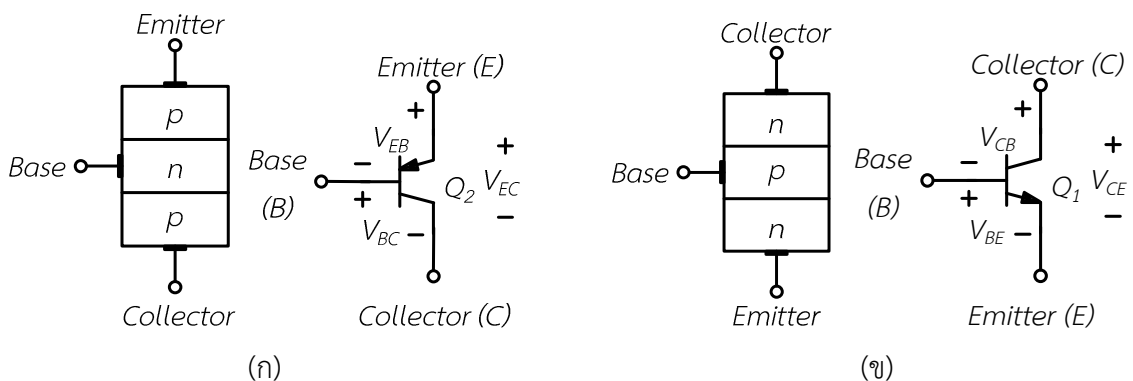 Emitter
p
n
p
Base
Collector
Emitter (E)
+
V_EB
−
Base
(B)
+
V_BC
−
Q_2
+
V_EC
−
Collector (C)
(ก)
Collector
n
p
n
Base
Emitter
Collector (C)
+
V_CB
−
Base
(B)
+
V_BE
−
Q_1
+
V_CE
−
Emitter (E)
(ข)